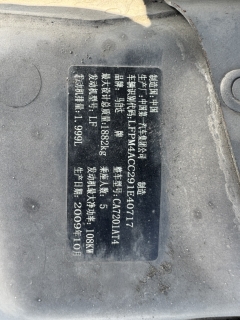 制造国:中国
生产厂:中国第一汽车集团公司 制造
车辆识别代码:LFPM4ACC291E40717
品牌:马自达 牌 整车型号:CA7201AT4
最大设计总质量:1882kg 乘座人数:5
发动机型号:LF 发动机最大净功率:108KW
发动机排量:1.999L 生产日期:2009年10月